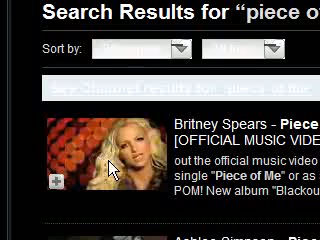 Search Results for “piece o
Sort by:
Britney Spears - Piece
[OFFICIAL MUSIC VIDE
out the official music video
single "Piece of Me" or as a
POM! New album "Blackou